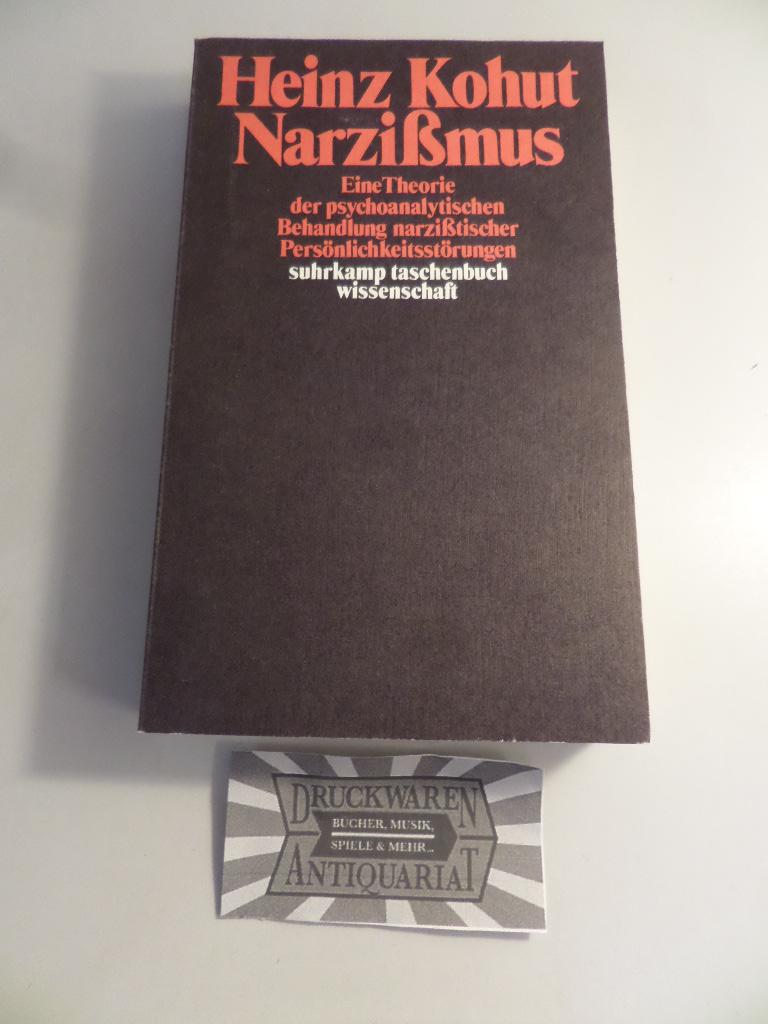 Heinz Kohut
Narzißmus
Eine Theorie
der psychoanalytischen
Behandlung narzißtischer
Persönlichkeitsstörungen
suhrkamp taschenbuch
wissenschaft
DRUCKWAREN
BÜCHER, MUSIK,
SPIELE & MEHR...
ANTIQUARIAT